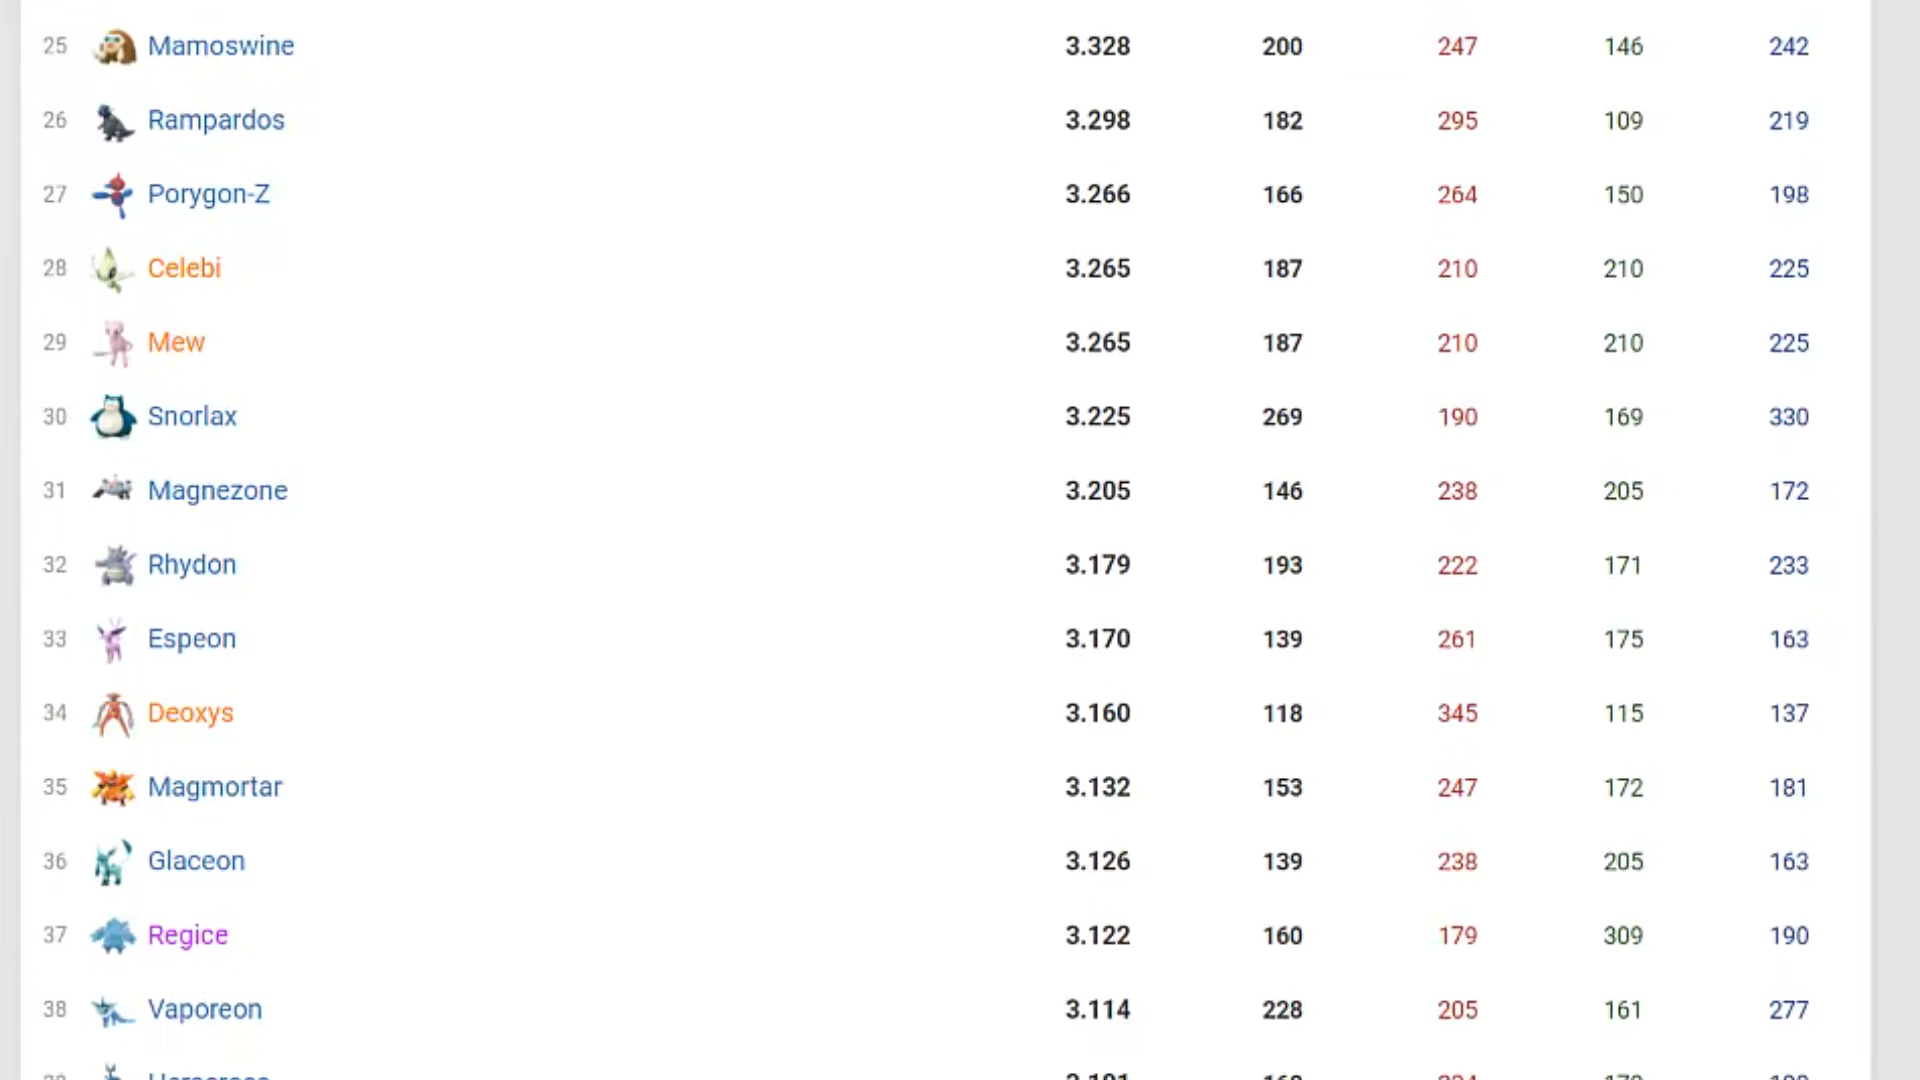 25 Mamoswine 3.328 200 247 146 242
26 Rampardos 3.298 182 295 109 219
27 Porygon-Z 3.266 166 264 150 198
28 Celebi 3.265 187 210 210 225
29 Mew 3.265 187 210 210 225
30 Snorlax 3.225 269 190 169 330
31 Magnezone 3.205 146 238 205 172
32 Rhydon 3.179 193 222 171 233
33 Espeon 3.170 139 261 175 163
34 Deoxys 3.160 118 345 115 137
35 Magmortar 3.132 153 247 172 181
36 Glaceon 3.126 139 238 205 163
37 Regice 3.122 160 179 309 190
38 Vaporeon 3.114 228 205 161 277